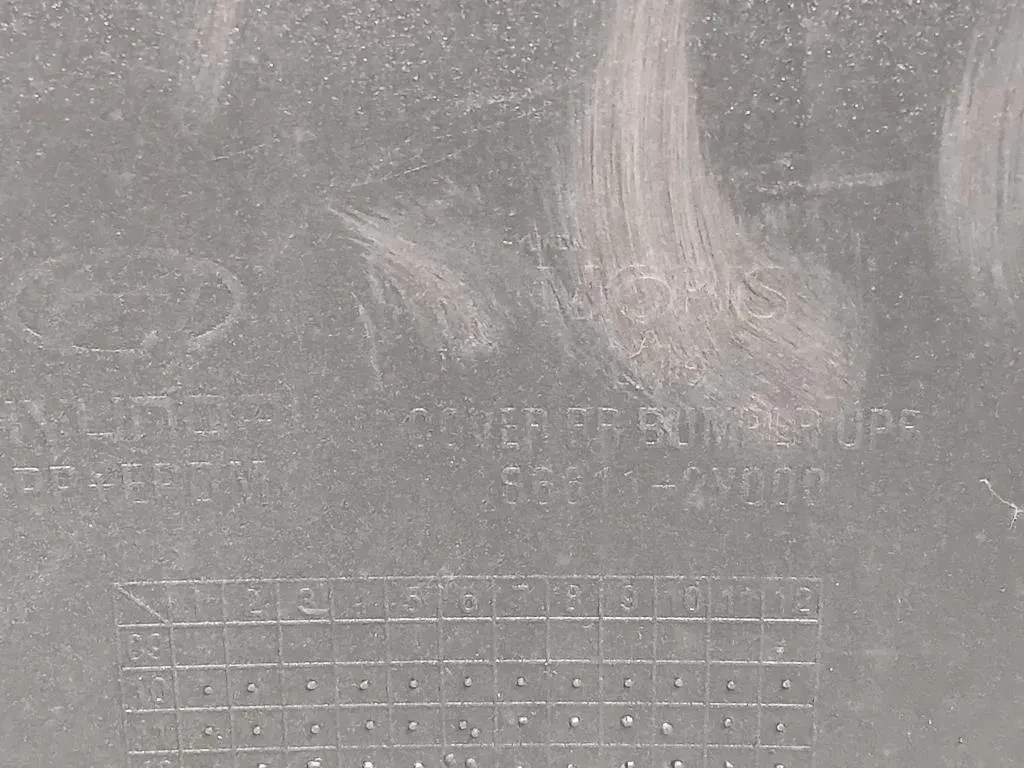 MOBIS
HYUNDAI
COVER RR BUMPER UPR
PP+EPDM
86611-2Y000
1 2 3 4 5 6 7 8 9 10 11 12
09
10
11